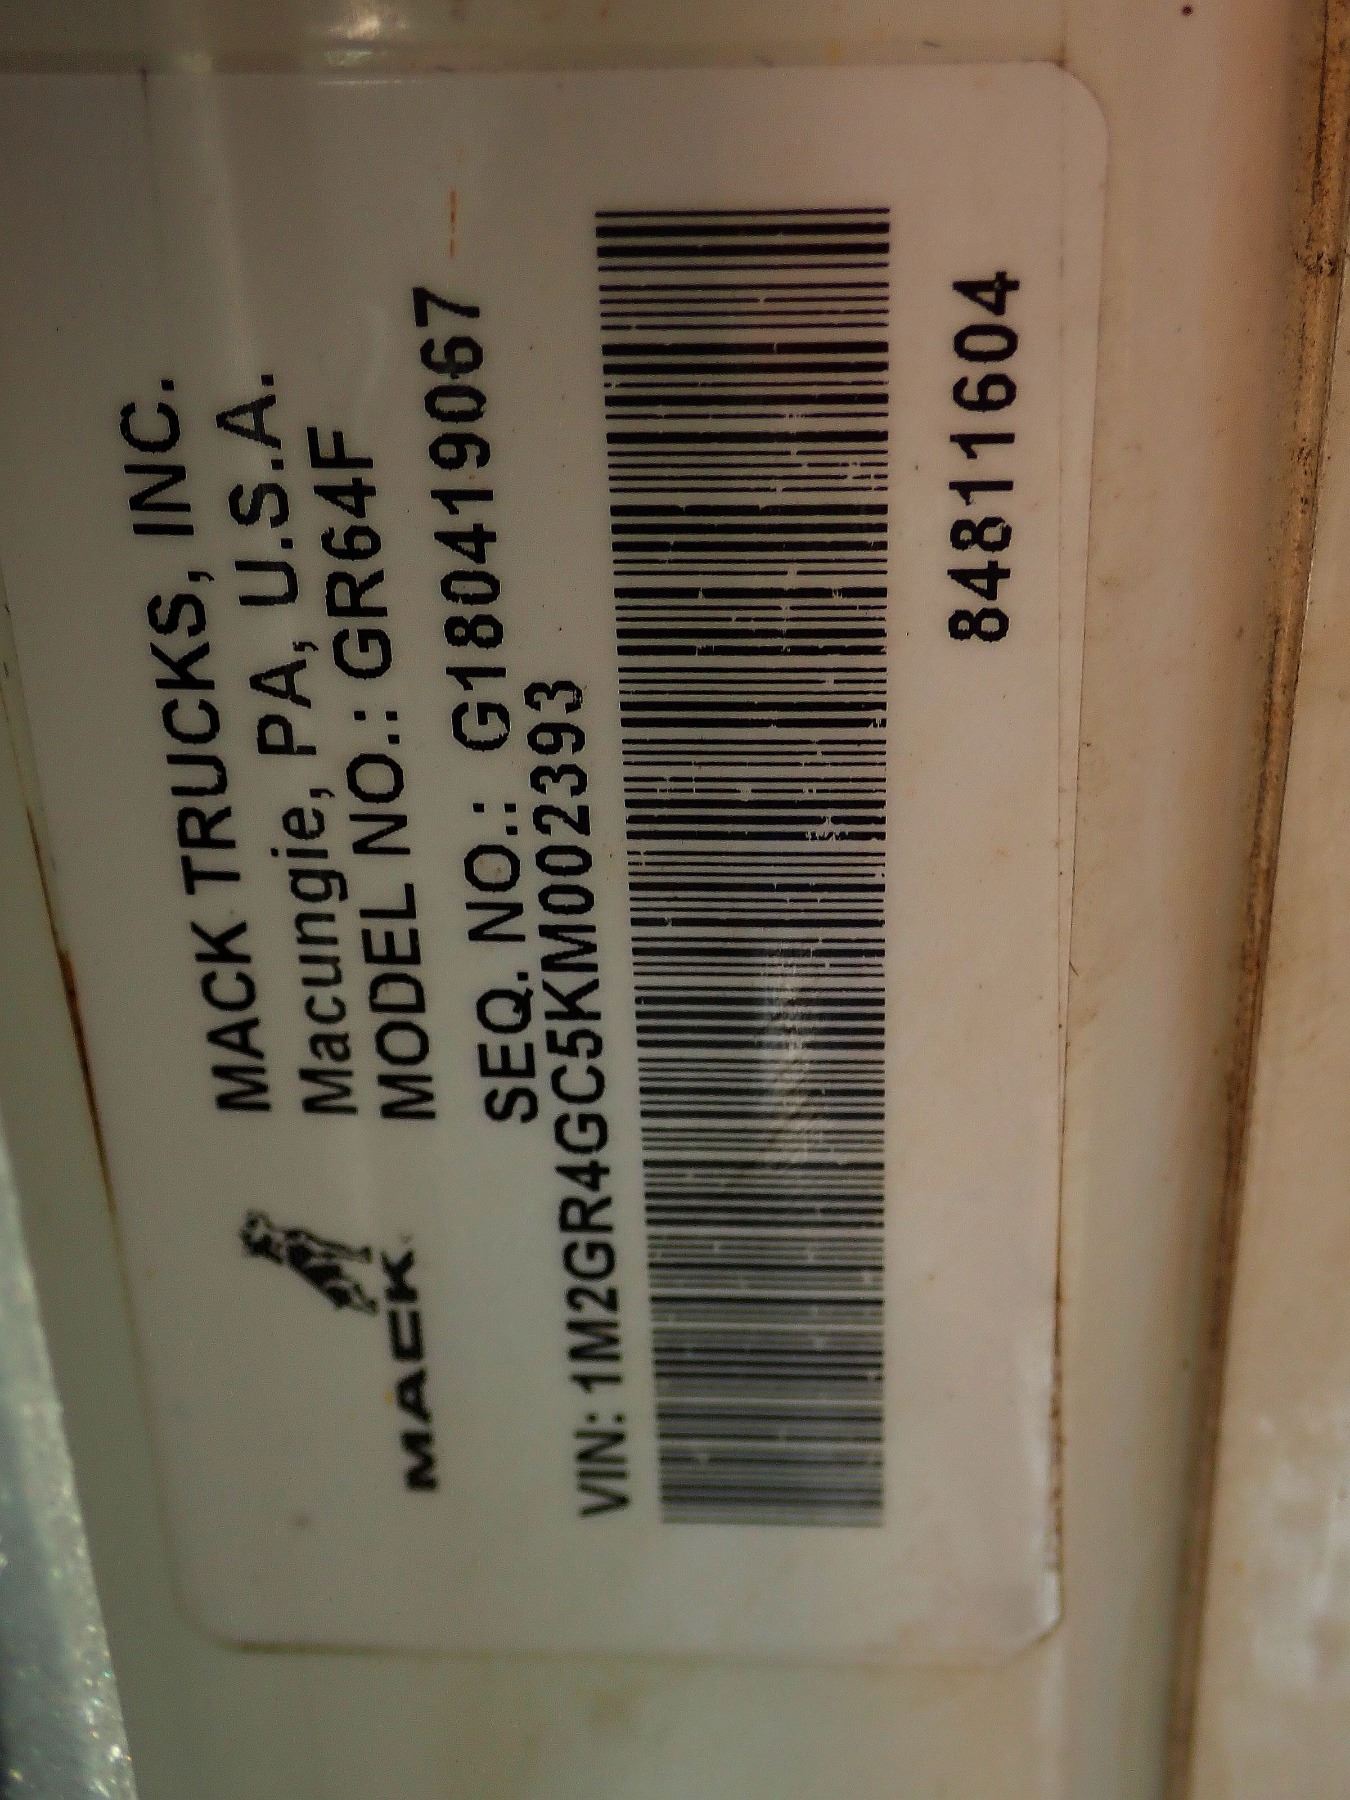 MACK TRUCKS, INC.
Macungie, PA, U.S.A.
MODEL NO.: GR64F
MACK
SEQ. NO.: G180419067
VIN: 1M2GR4GC5KM002393
84811604